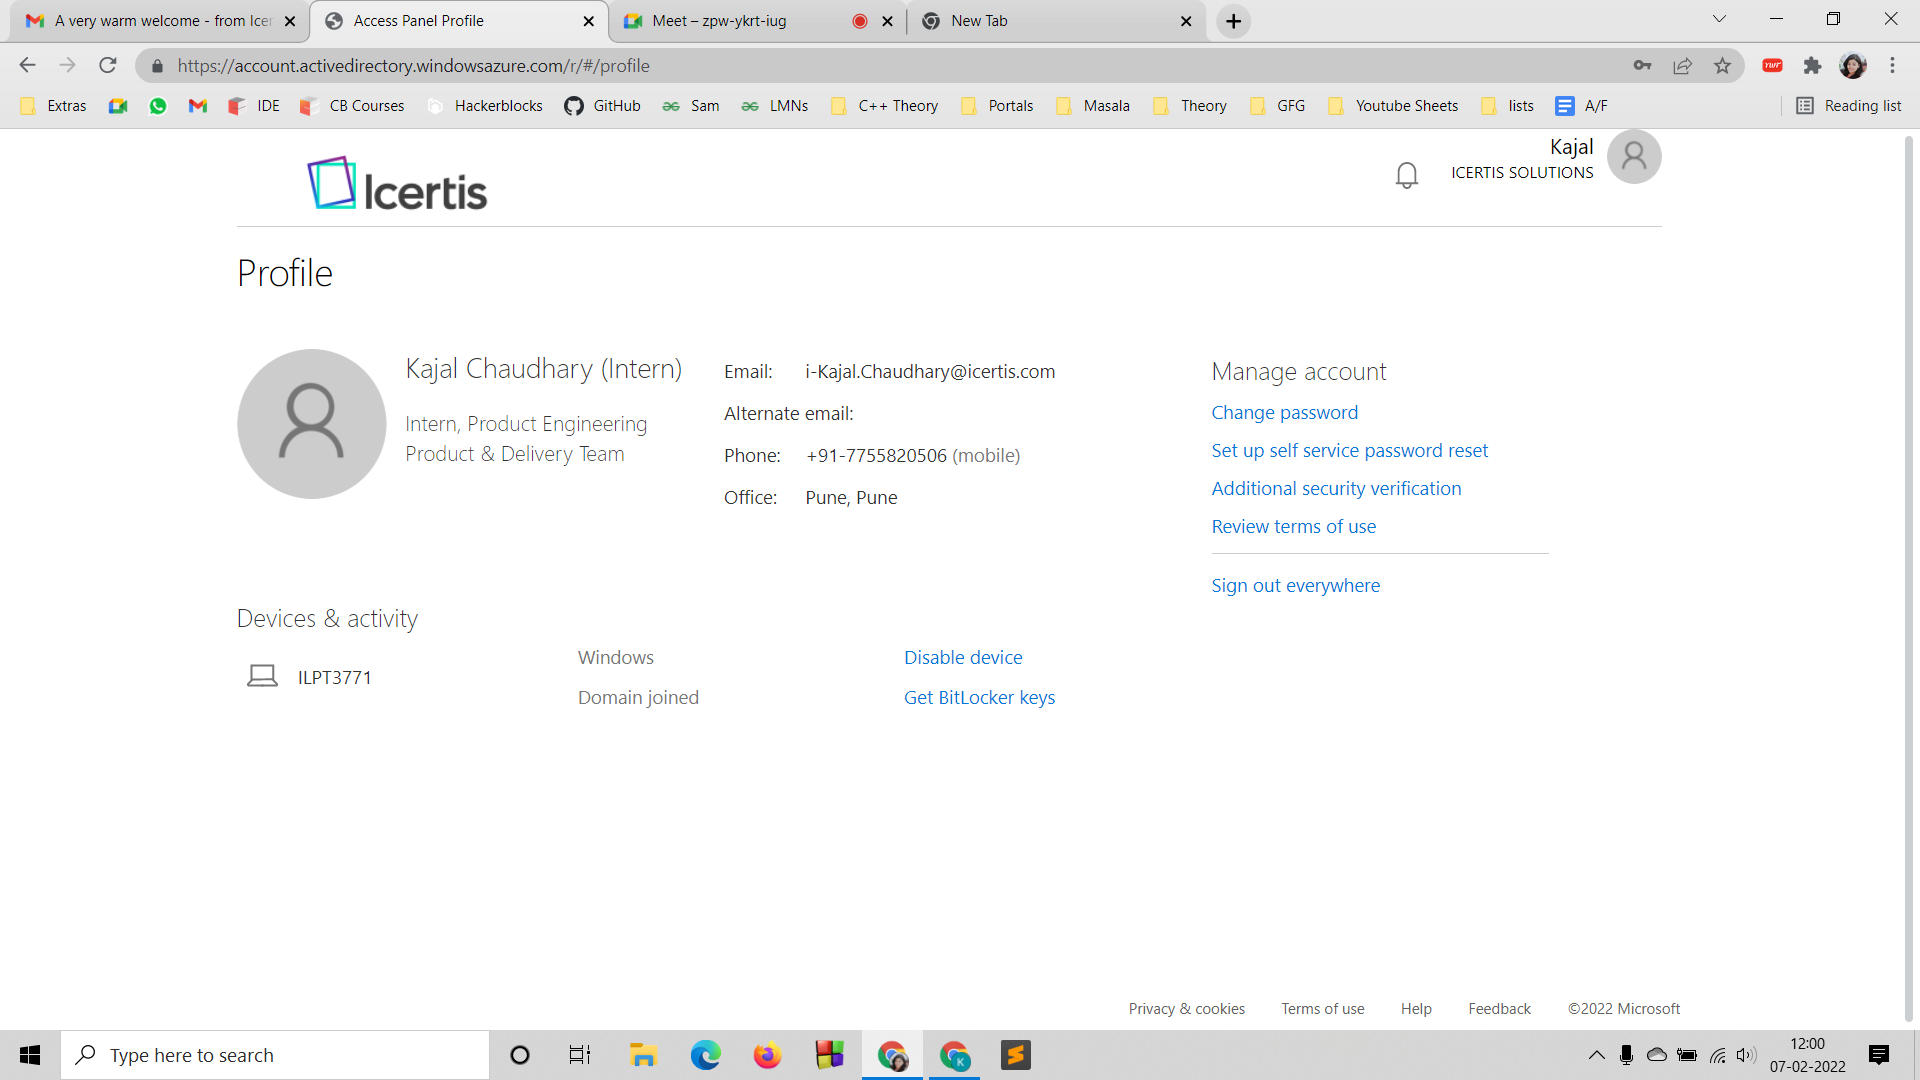 A very warm welcome - from Icer
Access Panel Profile
Meet – zpw-ykrt-iug
New Tab
https://account.activedirectory.windowsazure.com/r/#/profile
Extras
IDE
CB Courses
Hackerblocks
GitHub
Sam
LMNs
C++ Theory
Portals
Masala
Theory
GFG
Youtube Sheets
lists
A/F
Reading list
Icertis
Kajal
ICERTIS SOLUTIONS
Profile
Kajal Chaudhary (Intern)
Intern, Product Engineering
Product & Delivery Team
Email: i-Kajal.Chaudhary@icertis.com
Alternate email:
Phone: +91-7755820506 (mobile)
Office: Pune, Pune
Manage account
Change password
Set up self service password reset
Additional security verification
Review terms of use
Sign out everywhere
Devices & activity
ILPT3771
Windows
Domain joined
Disable device
Get BitLocker keys
Privacy & cookies
Terms of use
Help
Feedback
©2022 Microsoft
Type here to search
K
12:00
07-02-2022